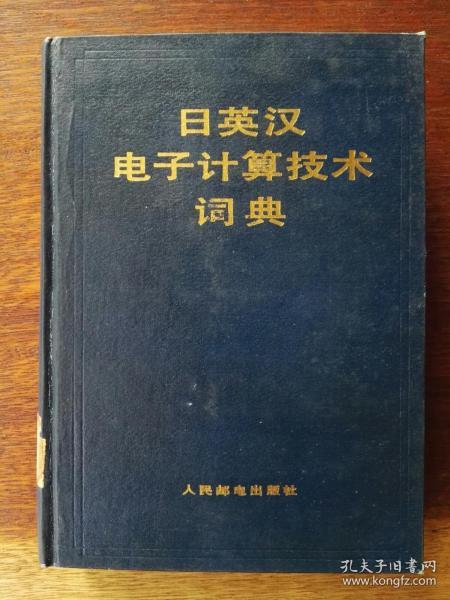 日英汉
电子计算技术
词典
人民邮电出版社
孔夫子旧书网
www.kongfz.com